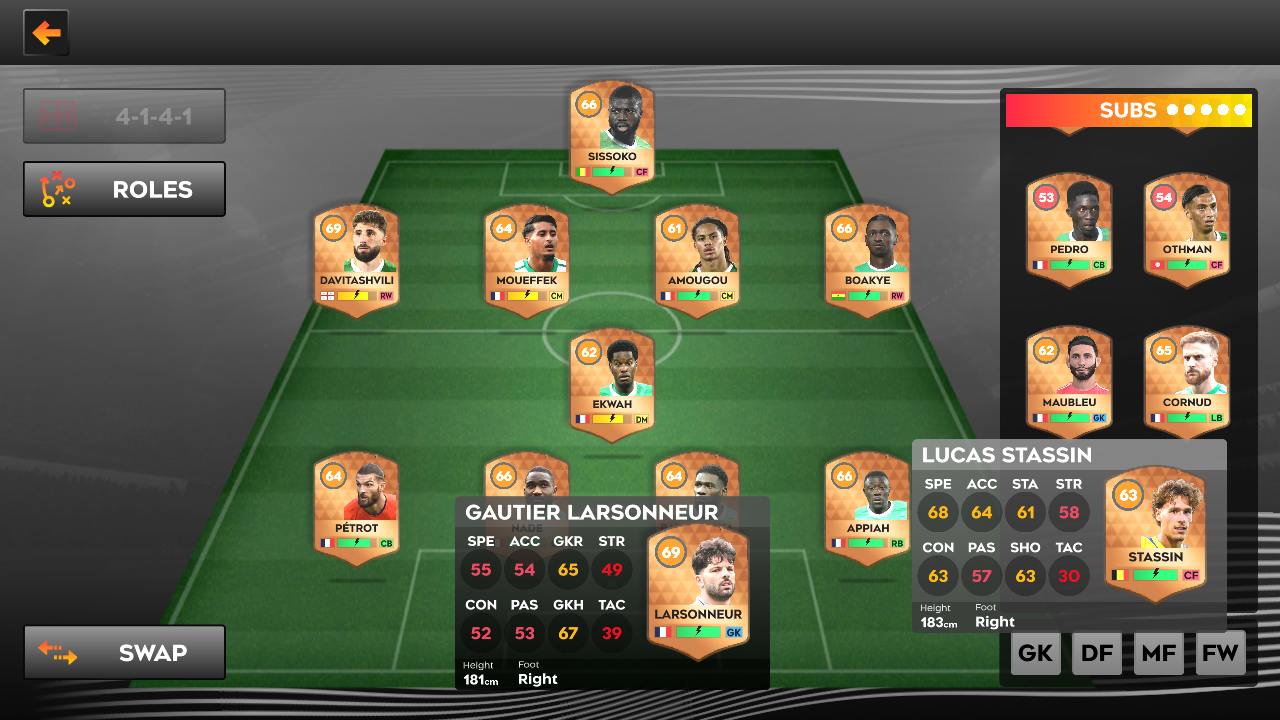 4-1-4-1
ROLES
SUBS
66
SISSOKO
CF
69
DAVITASHVILI
RW
64
MOUEFFEK
CM
61
AMOUGOU
CM
66
BOAKYE
RW
62
EKWAH
DM
64
PÉTROT
CB
66
NADE
64
66
APPIAH
RB
53
PEDRO
CB
54
OTHMAN
CF
62
MAUBLEU
GK
65
CORNUD
LB
GAUTIER LARSONNEUR
SPE ACC GKR STR
55 54 65 49
CON PAS GKH TAC
52 53 67 39
Height Foot
181cm Right
69
LARSONNEUR
GK
LUCAS STASSIN
SPE ACC STA STR
68 64 61 58
CON PAS SHO TAC
63 57 63 30
Height Foot
183cm Right
63
STASSIN
CF
SWAP
GK DF MF FW